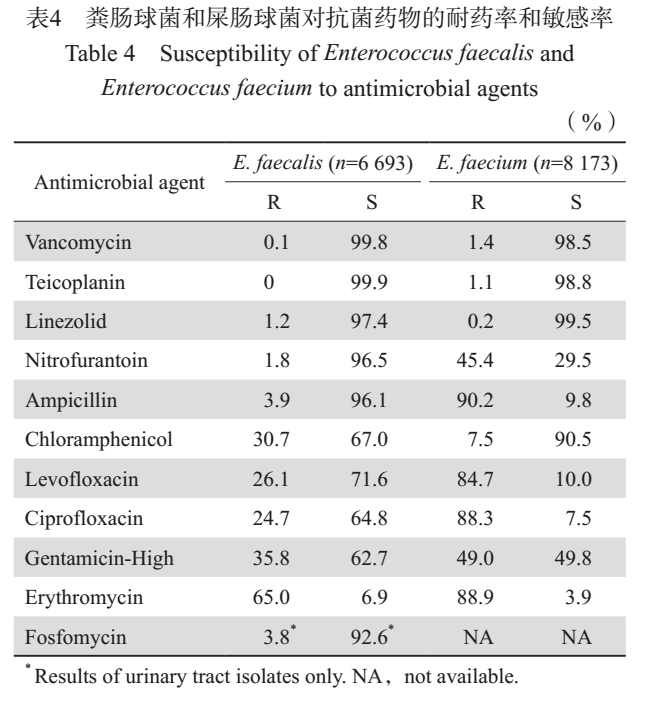 表4 粪肠球菌和屎肠球菌对抗菌药物的耐药率和敏感率
Table 4 Susceptibility of Enterococcus faecalis and
Enterococcus faecium to antimicrobial agents
（%）
Antimicrobial agent E. faecalis (n=6 693) E. faecium (n=8 173)
R S R S
Vancomycin 0.1 99.8 1.4 98.5
Teicoplanin 0 99.9 1.1 98.8
Linezolid 1.2 97.4 0.2 99.5
Nitrofurantoin 1.8 96.5 45.4 29.5
Ampicillin 3.9 96.1 90.2 9.8
Chloramphenicol 30.7 67.0 7.5 90.5
Levofloxacin 26.1 71.6 84.7 10.0
Ciprofloxacin 24.7 64.8 88.3 7.5
Gentamicin-High 35.8 62.7 49.0 49.8
Erythromycin 65.0 6.9 88.9 3.9
Fosfomycin 3.8* 92.6* NA NA
* Results of urinary tract isolates only. NA，not available.